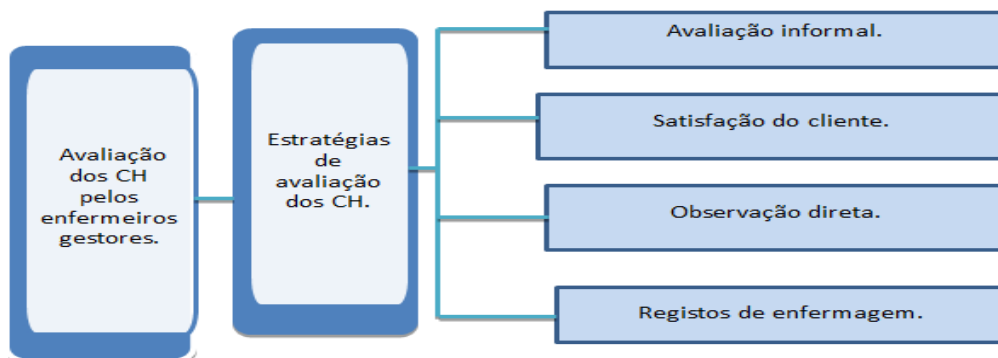 Avaliação
dos CH
pelos
enfermeiros
gestores.
Estratégias
de
avaliação
dos CH.
Avaliação informal.
Satisfação do cliente.
Observação direta.
Registos de enfermagem.